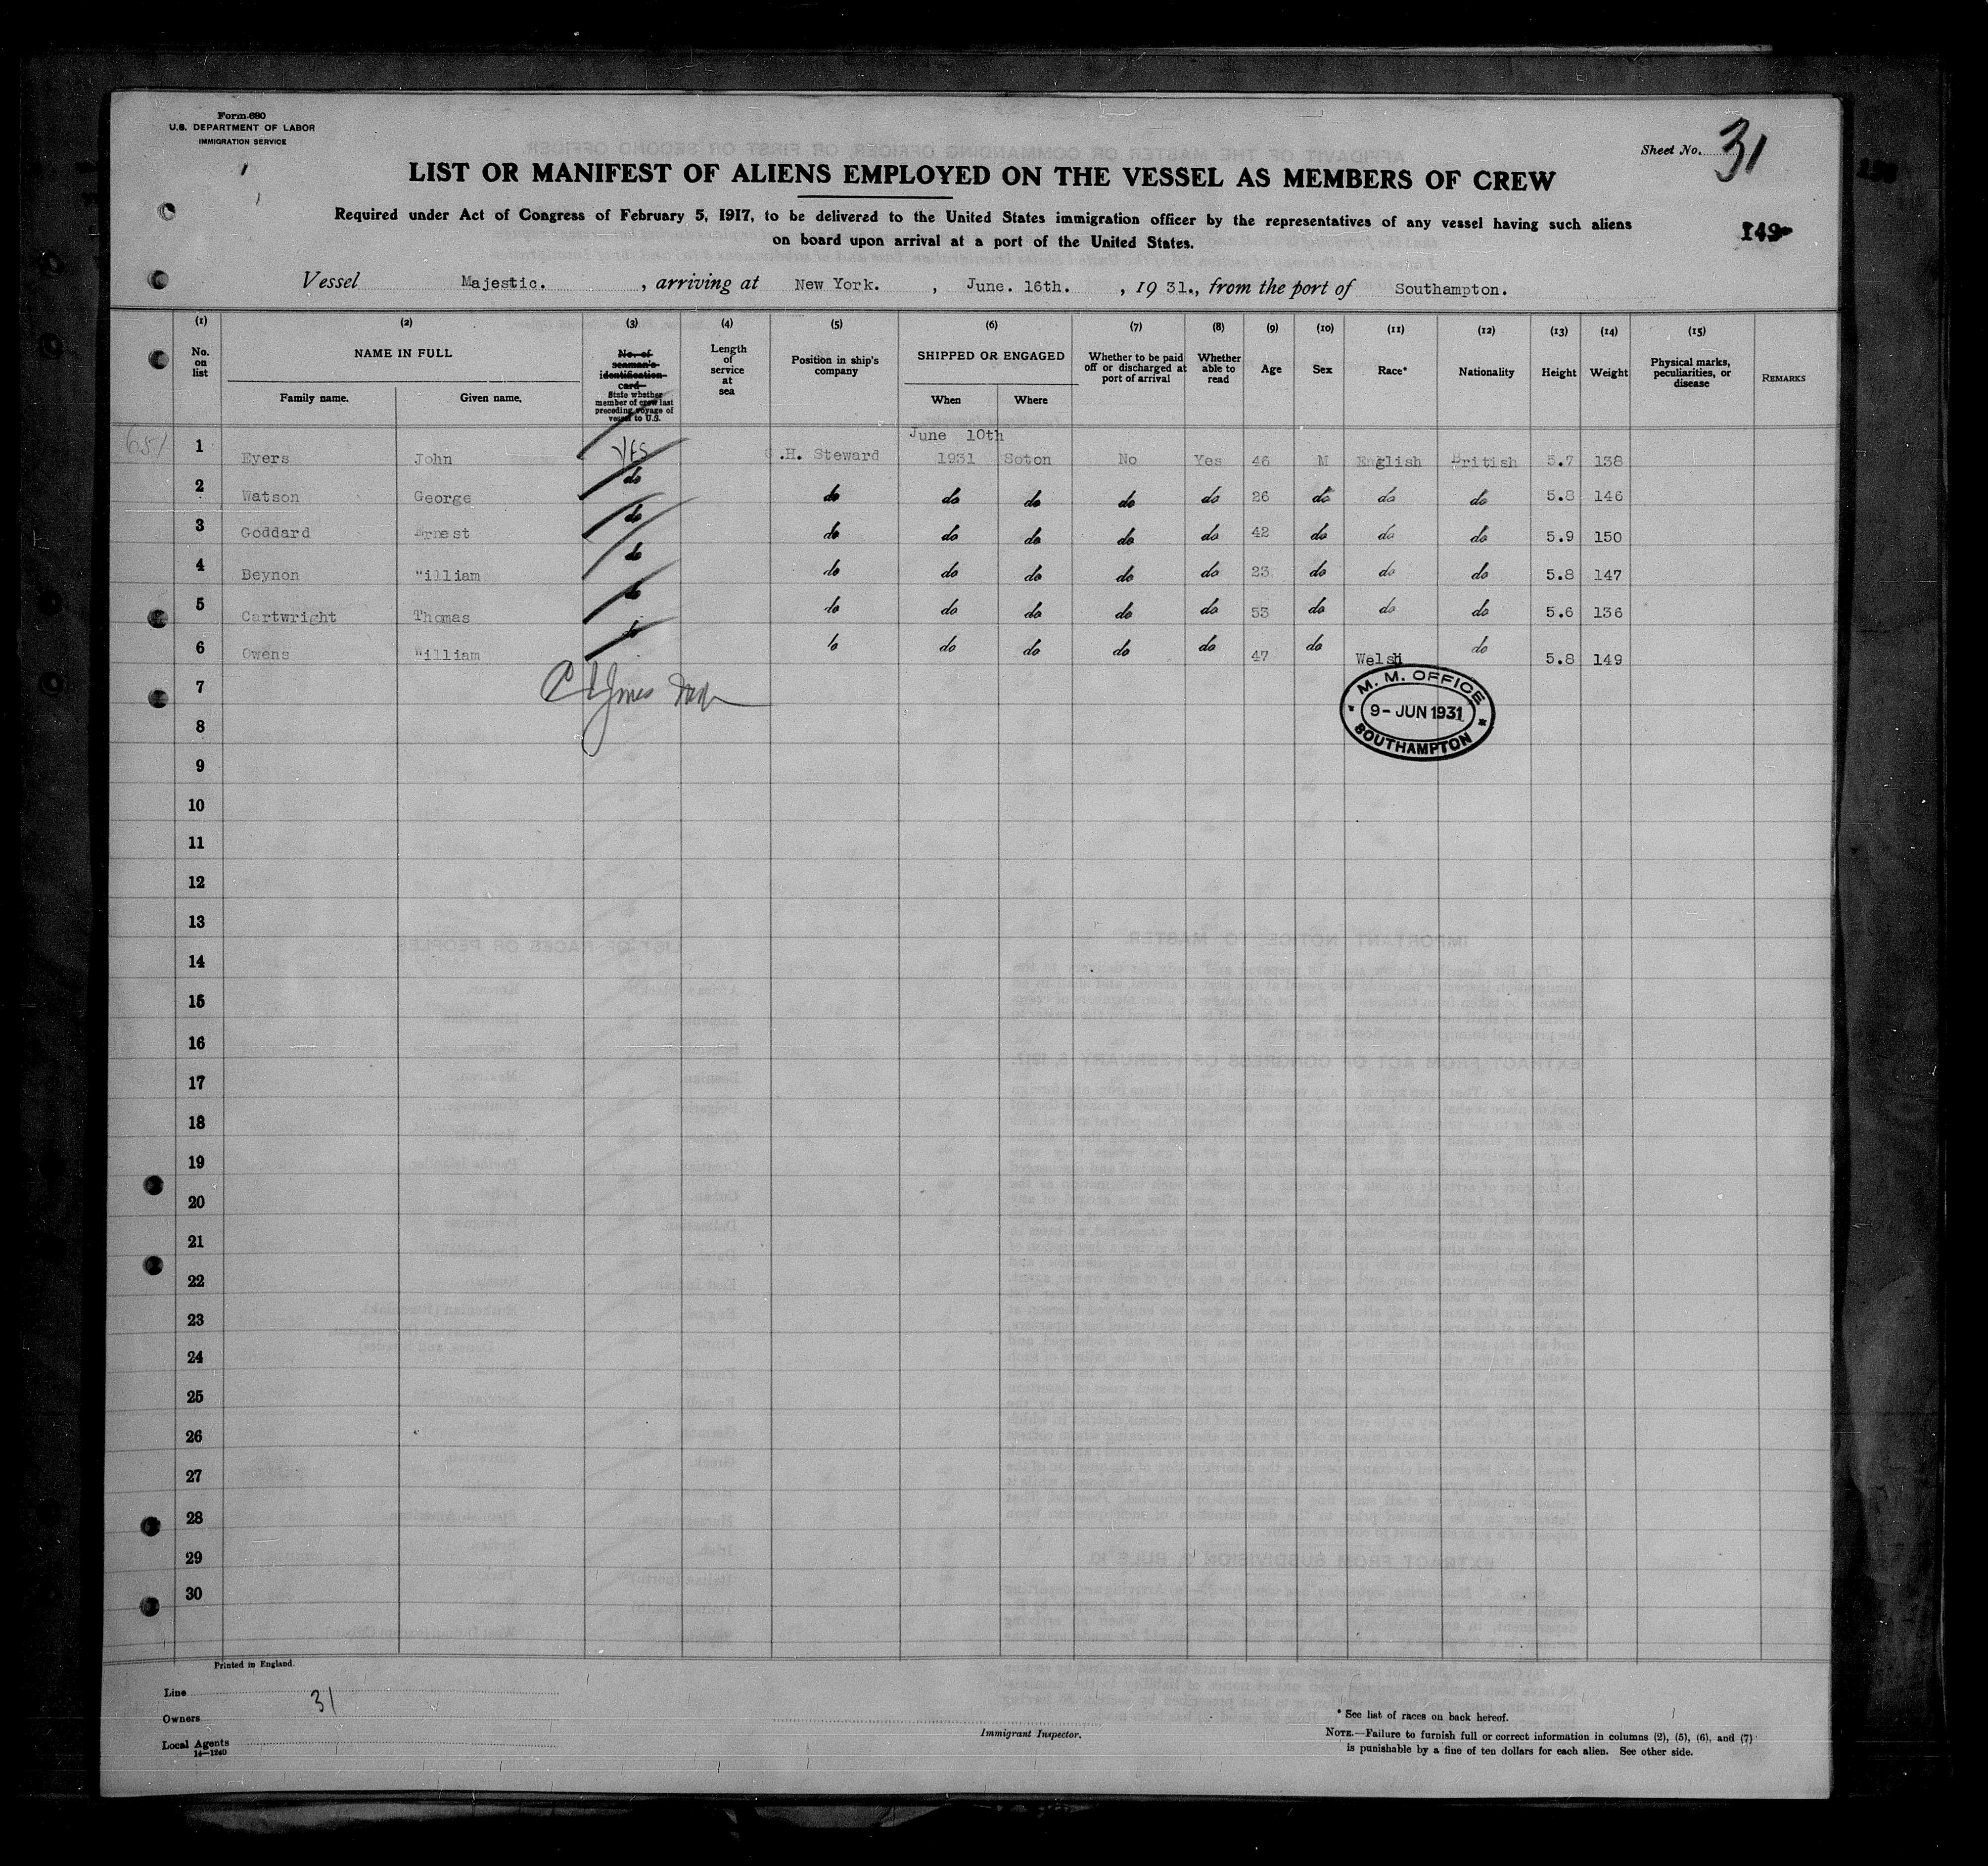 Form 680
U.S. DEPARTMENT OF LABOR
IMMIGRATION SERVICE
Sheet No. 31
LIST OR MANIFEST OF ALIENS EMPLOYED ON THE VESSEL AS MEMBERS OF CREW
Required under Act of Congress of February 5, 1917, to be delivered to the United States immigration officer by the representatives of any vessel having such aliens
on board upon arrival at a port of the United States.
149
Vessel Majestic. , arriving at New York. , June. 16th. , 19 31., from the port of Southampton.
(1) (2) (3) (4) (5) (6) (7) (8) (9) (10) (11) (12) (13) (14) (15)
No. on list NAME IN FULL Family name. Given name. No. of seaman's identification card State whether member of crew last preceding voyage of vessel to U.S. Length of service at sea Position in ship's company SHIPPED OR ENGAGED When Where Whether to be paid off or discharged at port of arrival Whether able to read Age Sex Race* Nationality Height Weight Physical marks, peculiarities, or disease REMARKS
651
June 10th
1 Eyers John YES .H. Steward 1931 Soton No Yes 46 M English British 5.7 138
2 Watson George do do do do do do 26 do do do 5.8 146
3 Goddard Ernest do do do do do do 42 do do do 5.9 150
4 Beynon William do do do do do do 23 do do do 5.8 147
5 Cartwright Thomas do do do do do do 53 do do do 5.6 136
6 Owens William do do do do do do 47 do Welsh do 5.8 149
7
M. M. OFFICE
9- JUN 1931
SOUTHAMPTON
8
9
10
11
12
13
14
15
16
17
18
19
20
21
22
23
24
25
26
27
28
29
30
Printed in England.
Line
31
Owners
Local Agents
14—1240
Immigrant Inspector.
* See list of races on back hereof.
NOTE.—Failure to furnish full or correct information in columns (2), (5), (6), and (7)
is punishable by a fine of ten dollars for each alien. See other side.